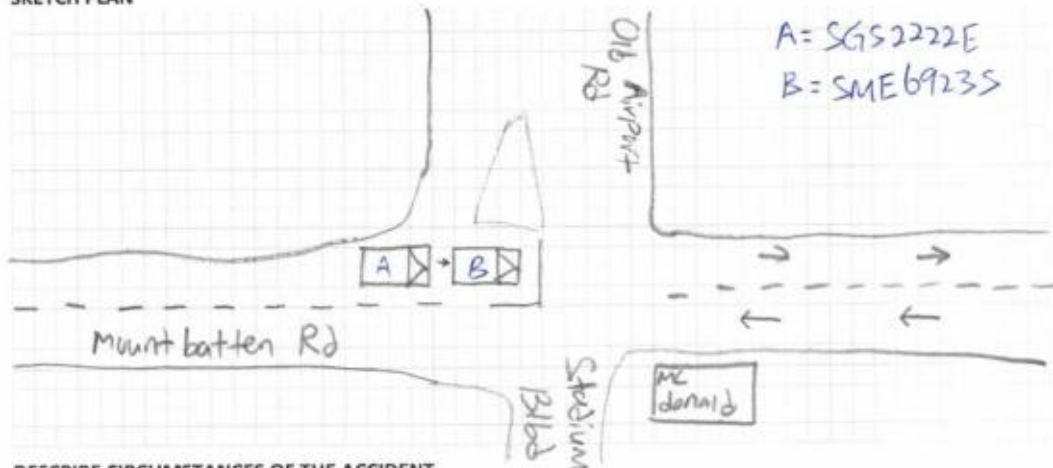 SKETCH PLAN
A = SGS2222E
B = SME6923S
Old Airport
Rd
A
B
Mountbatten Rd
Stadium
Blvd
Mc
donald
DESCRIBE CIRCUMSTANCES OF THE ACCIDENT